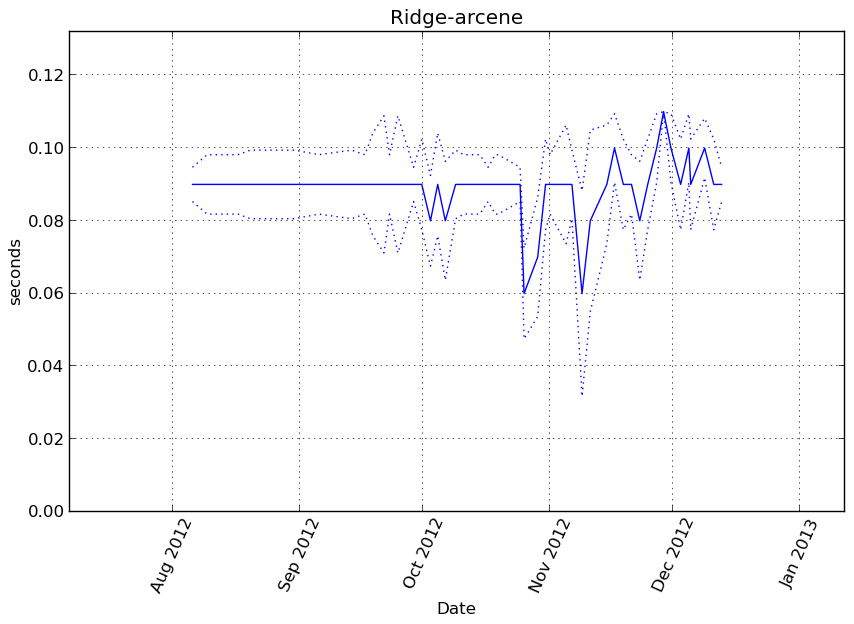 Ridge-arcene
0.12
0.10
0.08
0.06
0.04
0.02
0.00
seconds
Aug 2012
Sep 2012
Oct 2012
Nov 2012
Dec 2012
Jan 2013
Date